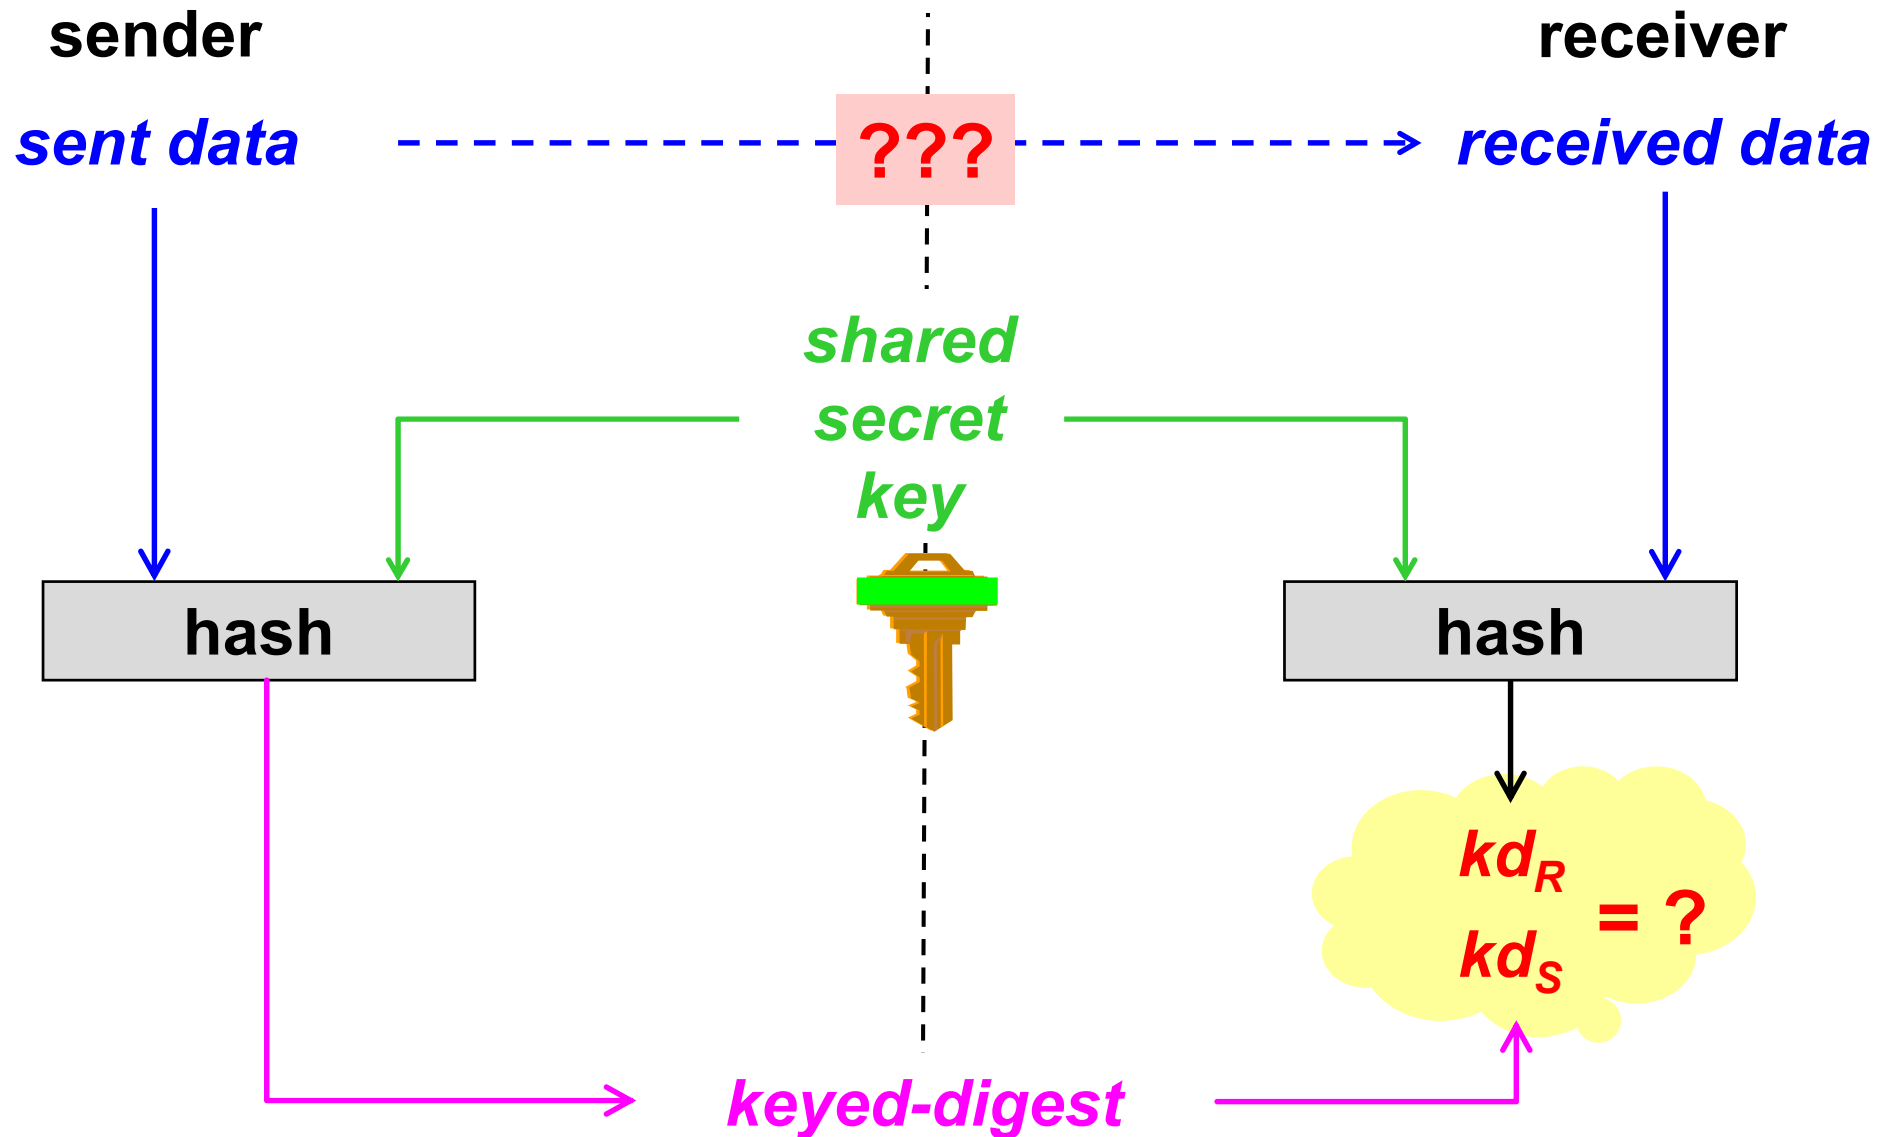 sender
receiver
sent data
???
received data
shared
secret
key
hash
hash
kdR
= ?
kdS
keyed-digest